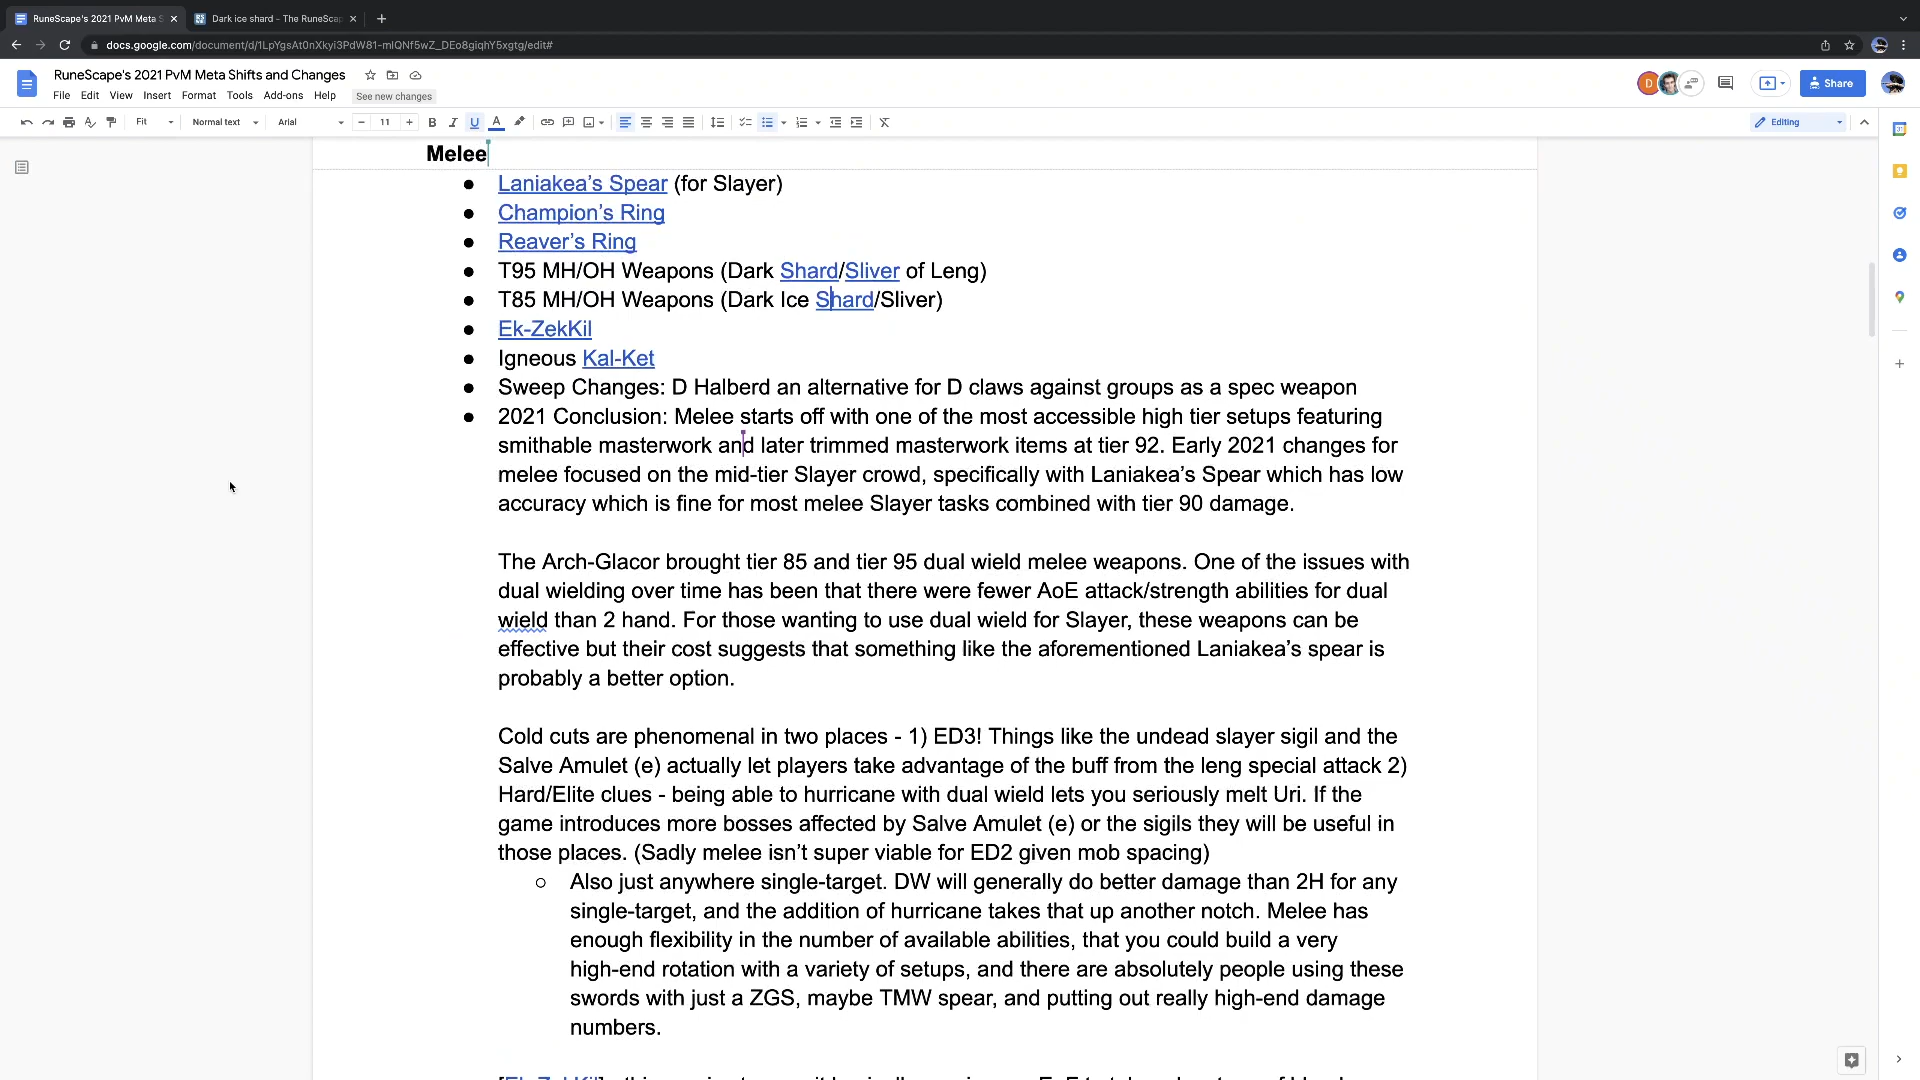 RuneScape's 2021 PvM Meta S
Dark ice shard - The RuneScap
docs.google.com/document/d/1LpYgsAt0nXkyi3PdW81-mlQNf5wZ_DEo8giqhY5xgtg/edit#
RuneScape's 2021 PvM Meta Shifts and Changes
File Edit View Insert Format Tools Add-ons Help See new changes
D
Share
Fit Normal text Arial 11 B I U A Editing
Melee
● Laniakea's Spear (for Slayer)
● Champion's Ring
● Reaver's Ring
● T95 MH/OH Weapons (Dark Shard/Sliver of Leng)
● T85 MH/OH Weapons (Dark Ice Shard/Sliver)
● Ek-ZekKil
● Igneous Kal-Ket
● Sweep Changes: D Halberd an alternative for D claws against groups as a spec weapon
● 2021 Conclusion: Melee starts off with one of the most accessible high tier setups featuring
smithable masterwork and later trimmed masterwork items at tier 92. Early 2021 changes for
melee focused on the mid-tier Slayer crowd, specifically with Laniakea's Spear which has low
accuracy which is fine for most melee Slayer tasks combined with tier 90 damage.
The Arch-Glacor brought tier 85 and tier 95 dual wield melee weapons. One of the issues with
dual wielding over time has been that there were fewer AoE attack/strength abilities for dual
wield than 2 hand. For those wanting to use dual wield for Slayer, these weapons can be
effective but their cost suggests that something like the aforementioned Laniakea's spear is
probably a better option.
Cold cuts are phenomenal in two places - 1) ED3! Things like the undead slayer sigil and the
Salve Amulet (e) actually let players take advantage of the buff from the leng special attack 2)
Hard/Elite clues - being able to hurricane with dual wield lets you seriously melt Uri. If the
game introduces more bosses affected by Salve Amulet (e) or the sigils they will be useful in
those places. (Sadly melee isn't super viable for ED2 given mob spacing)
○ Also just anywhere single-target. DW will generally do better damage than 2H for any
single-target, and the addition of hurricane takes that up another notch. Melee has
enough flexibility in the number of available abilities, that you could build a very
high-end rotation with a variety of setups, and there are absolutely people using these
swords with just a ZGS, maybe TMW spear, and putting out really high-end damage
numbers.